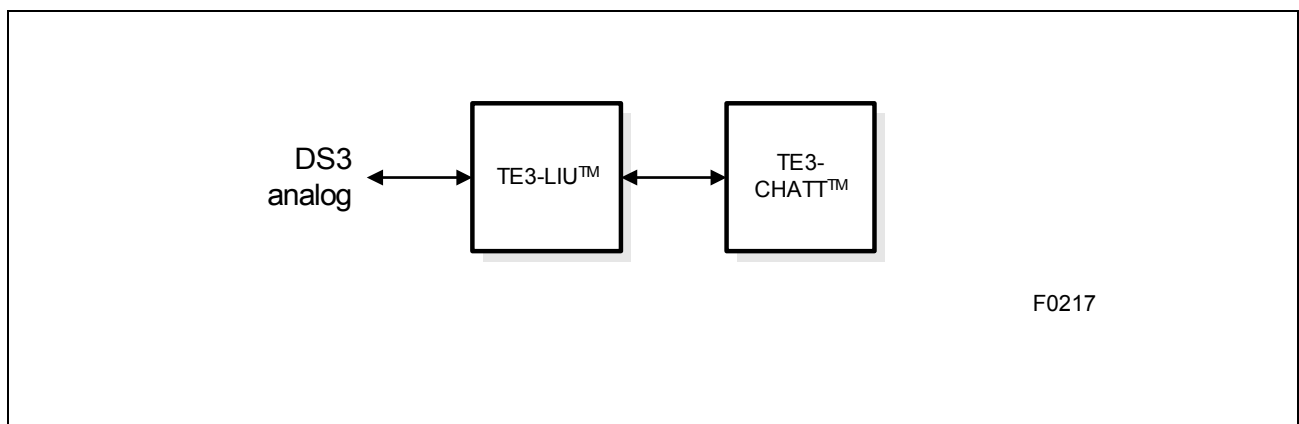 DS3
analog
TE3-LIU™
TE3-
CHATT™
F0217